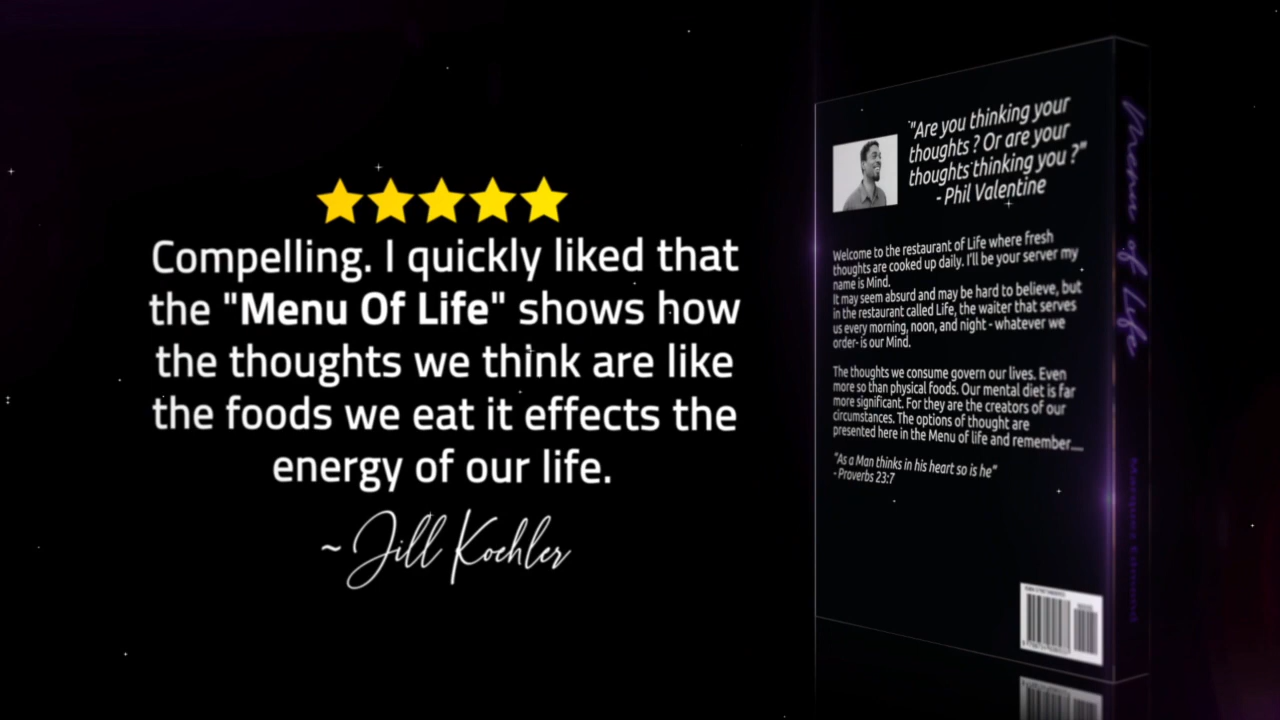 Compelling. I quickly liked that
the "Menu Of Life" shows how
the thoughts we think are like
the foods we eat it effects the
energy of our life.
~ Jill Koehler
"Are you thinking your
thoughts ? Or are your
thoughts thinking you ?"
- Phil Valentine
Welcome to the restaurant of Life where fresh
thoughts are cooked up daily. I'll be your server my
name is Mind.
It may seem absurd and may be hard to believe, but
in the restaurant called Life, the waiter that serves
us every morning, noon, and night - whatever we
order- is our Mind.
The thoughts we consume govern our lives. Even
more so than physical foods. Our mental diet is far
more significant. For they are the creators of our
circumstances. The options of thought are
presented here in the Menu of life and remember....
"As a Man thinks in his heart so is he"
- Proverbs 23:7
Menu of Life